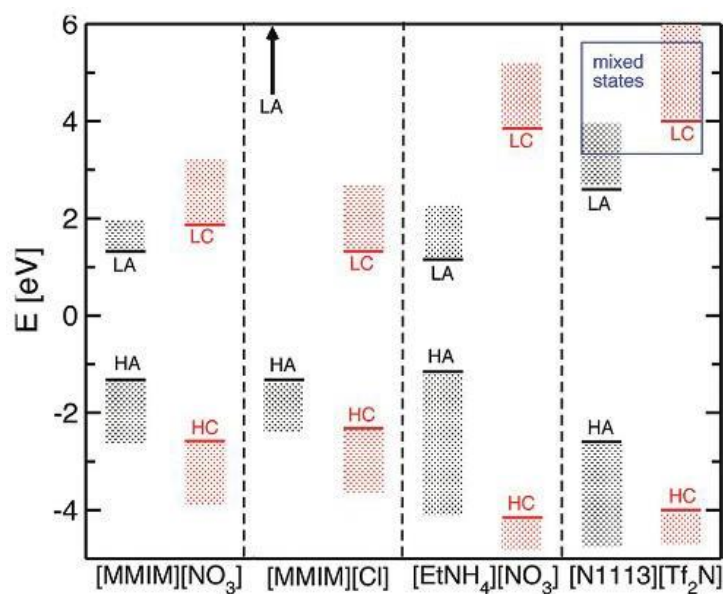 6
4
2
0
-2
-4
E [eV]
LA
HA
LC
HC
LA
HA
LC
HC
LA
HA
LC
HC
mixed
states
LA
HA
LC
HC
[MMIM][NO3]
[MMIM][Cl]
[EtNH4][NO3]
[N1113][Tf2N]